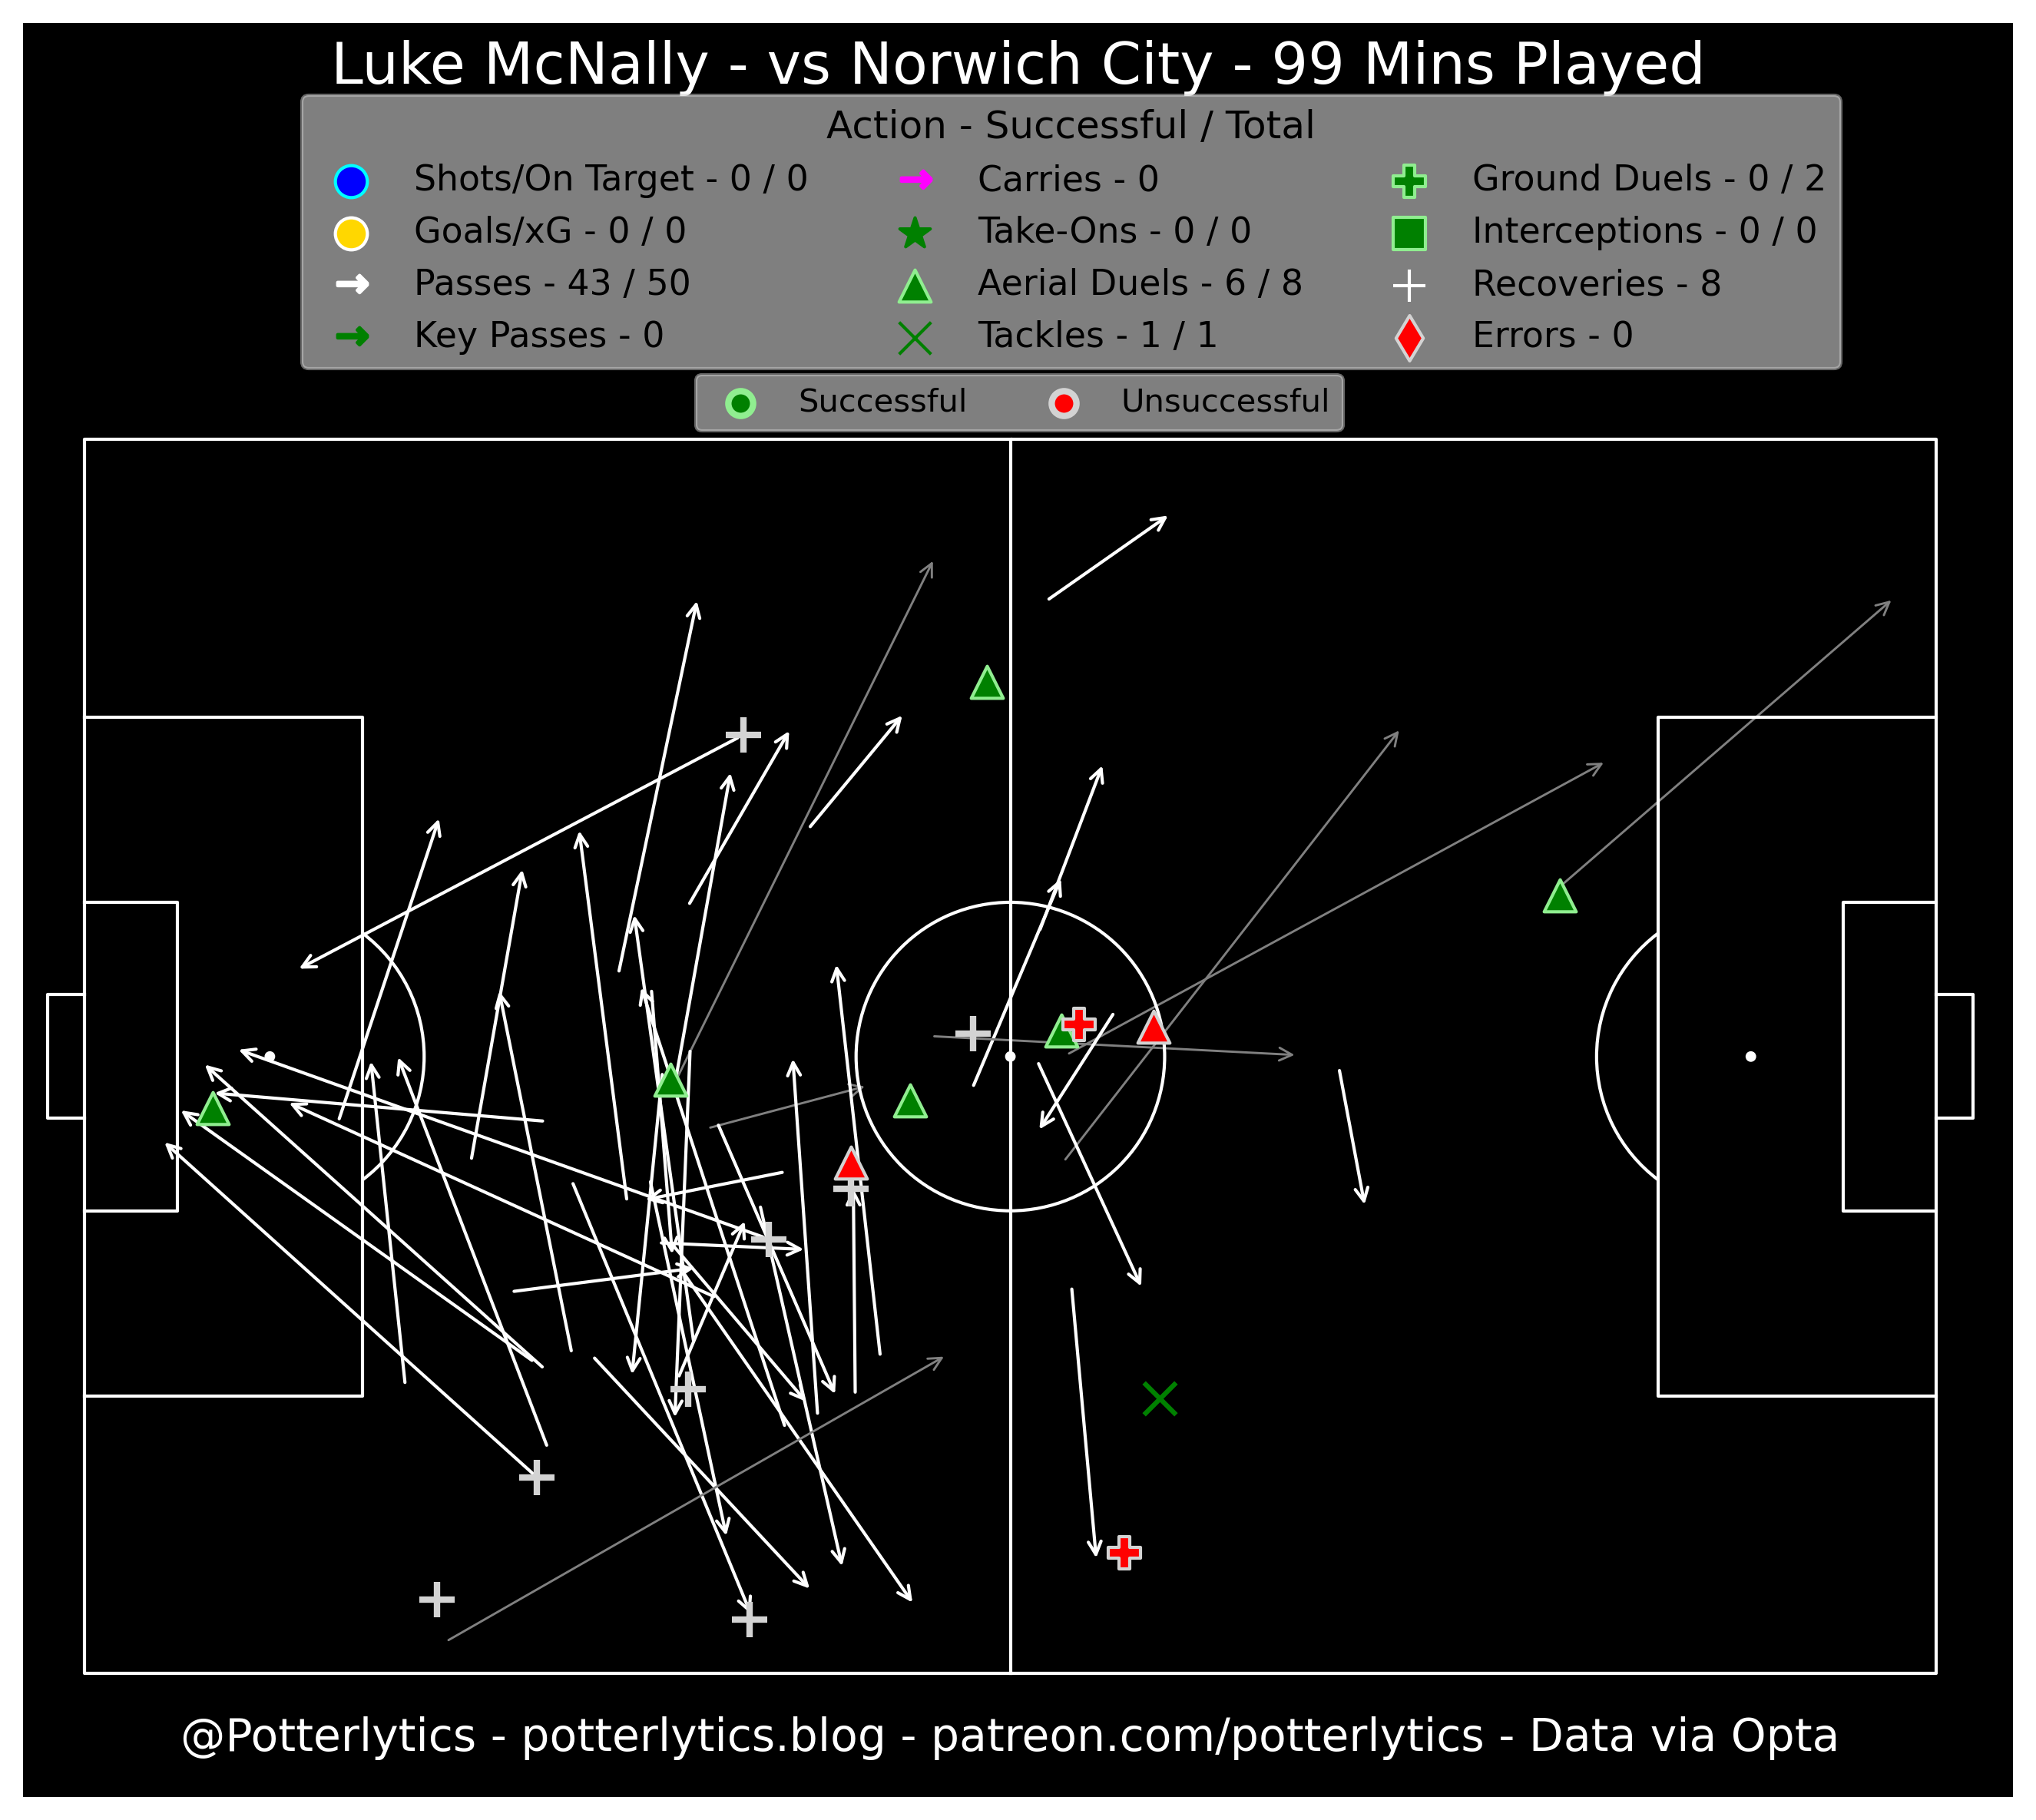 Luke McNally - vs Norwich City - 99 Mins Played
Action - Successful / Total
Shots/On Target - 0 / 0
Goals/xG - 0 / 0
Passes - 43 / 50
Key Passes - 0
Carries - 0
Take-Ons - 0 / 0
Aerial Duels - 6 / 8
Tackles - 1 / 1
Ground Duels - 0 / 2
Interceptions - 0 / 0
Recoveries - 8
Errors - 0
Successful
Unsuccessful
@Potterlytics - potterlytics.blog - patreon.com/potterlytics - Data via Opta